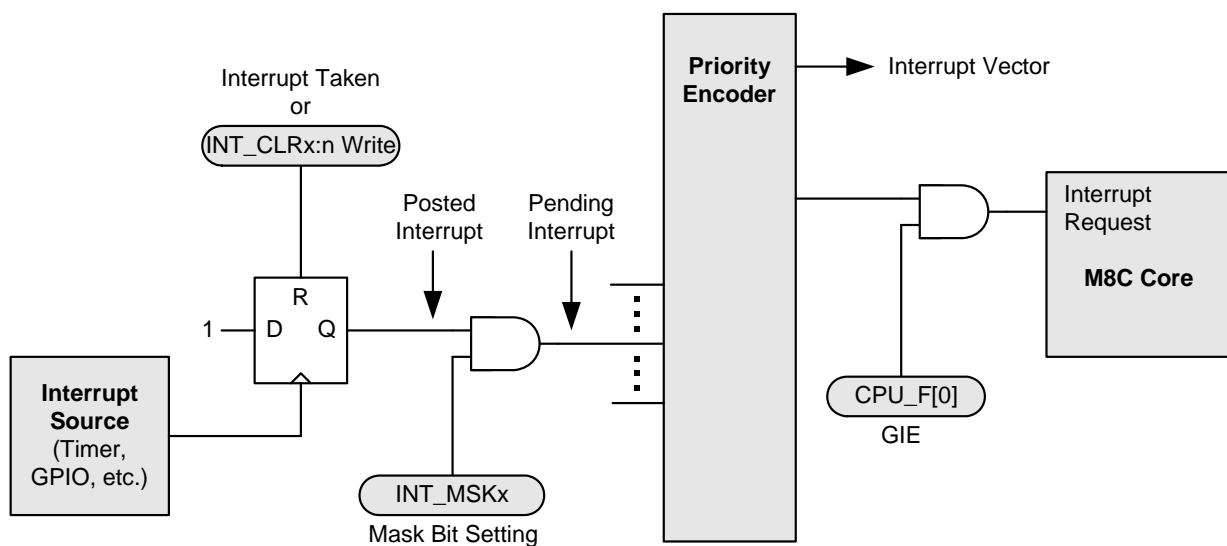 Interrupt Taken
or
INT_CLRx:n Write
Priority
Encoder
Interrupt Vector
Posted
Interrupt
Pending
Interrupt
Interrupt
Request
M8C Core
R
1
D
Q
Interrupt
Source
(Timer,
GPIO, etc.)
INT_MSKx
Mask Bit Setting
CPU_F[0]
GIE